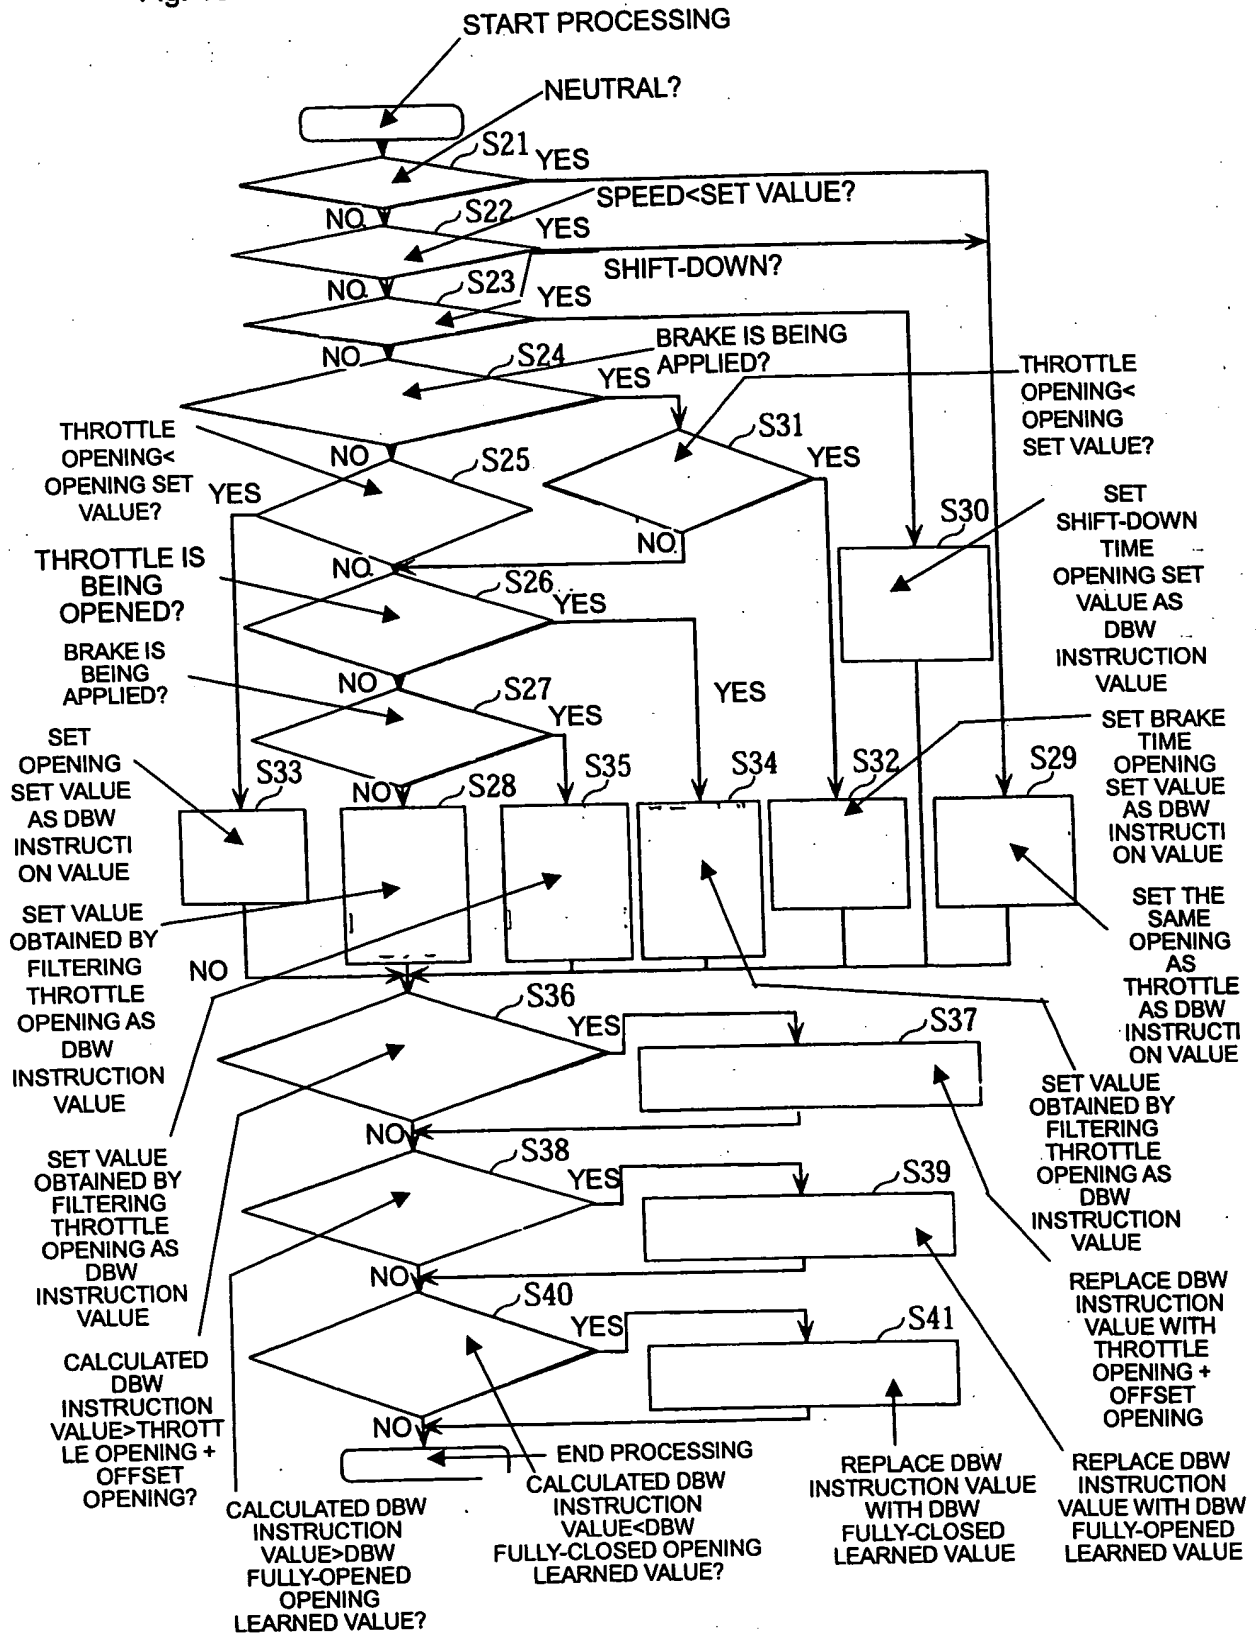 START PROCESSING
NEUTRAL?
S21
YES
SPEED<SET VALUE?
NO
S22
YES
SHIFT-DOWN?
NO
S23
YES
BRAKE IS BEING
APPLIED?
NO
S24
YES
THROTTLE
OPENING<
OPENING
SET VALUE?
THROTTLE
OPENING<
OPENING SET
VALUE?
YES
NO
S25
S31
YES
NO
SET
SHIFT-DOWN
TIME
OPENING SET
VALUE AS
DBW
INSTRUCTION
VALUE
S30
THROTTLE IS
BEING
OPENED?
NO
S26
YES
BRAKE IS
BEING
APPLIED?
NO
S27
YES
YES
SET BRAKE
TIME
OPENING
SET VALUE
AS DBW
INSTRUCTI
ON VALUE
SET
OPENING
SET VALUE
AS DBW
INSTRUCTI
ON VALUE
S33
NO
S28
S35
S34
S32
S29
SET VALUE
OBTAINED BY
FILTERING
THROTTLE
OPENING AS
DBW
INSTRUCTION
VALUE
SET THE
SAME
OPENING
AS
THROTTLE
AS DBW
INSTRUCTI
ON VALUE
NO
S36
YES
S37
SET VALUE
OBTAINED BY
FILTERING
THROTTLE
OPENING AS
DBW
INSTRUCTION
VALUE
SET VALUE
OBTAINED BY
FILTERING
THROTTLE
OPENING AS
DBW
INSTRUCTION
VALUE
NO
S38
YES
S39
REPLACE DBW
INSTRUCTION
VALUE WITH
THROTTLE
OPENING +
OFFSET
OPENING
NO
S40
YES
S41
CALCULATED
DBW
INSTRUCTION
VALUE>THROTT
LE OPENING +
OFFSET
OPENING?
NO
END PROCESSING
CALCULATED DBW
INSTRUCTION
VALUE>DBW
FULLY-OPENED
OPENING
LEARNED VALUE?
CALCULATED DBW
INSTRUCTION
VALUE<DBW
FULLY-CLOSED OPENING
LEARNED VALUE?
REPLACE DBW
INSTRUCTION VALUE
WITH DBW
FULLY-CLOSED
LEARNED VALUE
REPLACE DBW
INSTRUCTION
VALUE WITH DBW
FULLY-OPENED
LEARNED VALUE